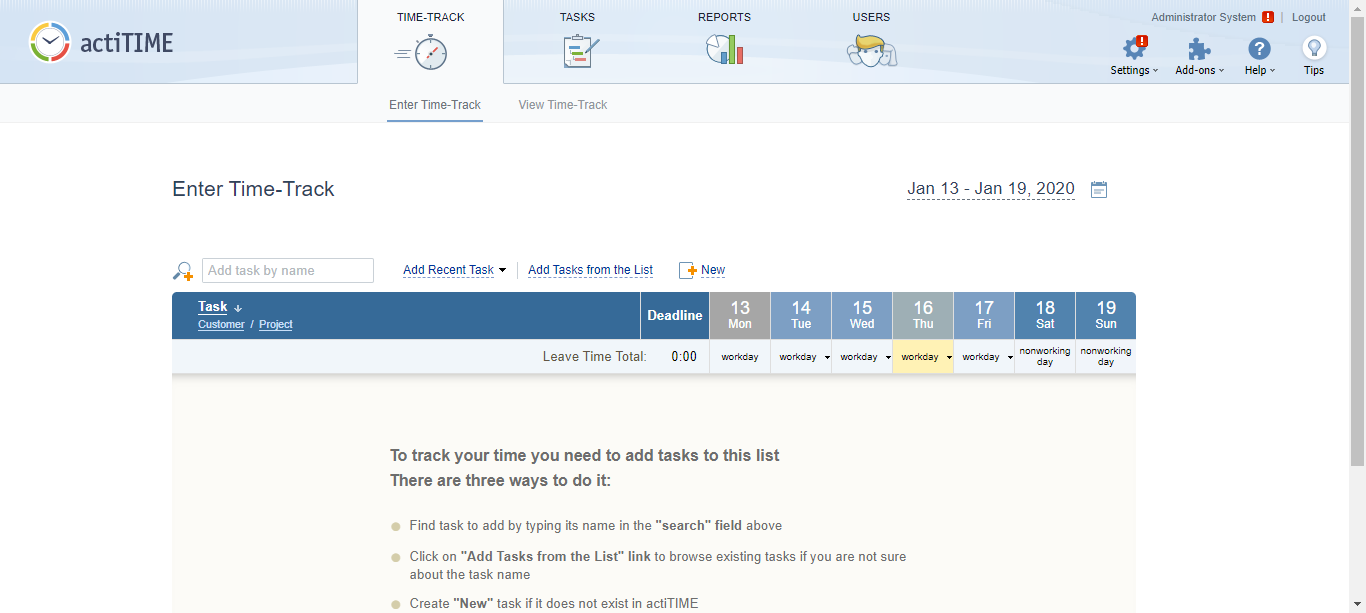 actiTIME
TIME-TRACK
TASKS
REPORTS
USERS
Administrator System ! | Logout
Settings
Add-ons
Help
Tips
Enter Time-Track
View Time-Track
Enter Time-Track
Jan 13 - Jan 19, 2020
Add task by name
Add Recent Task
Add Tasks from the List
New
Task ↓
Customer / Project
Deadline
13
Mon
14
Tue
15
Wed
16
Thu
17
Fri
18
Sat
19
Sun
Leave Time Total: 0:00
workday
workday
workday
workday
workday
nonworking
day
nonworking
day
To track your time you need to add tasks to this list
There are three ways to do it:
Find task to add by typing its name in the "search" field above
Click on "Add Tasks from the List" link to browse existing tasks if you are not sure
about the task name
Create "New" task if it does not exist in actiTIME